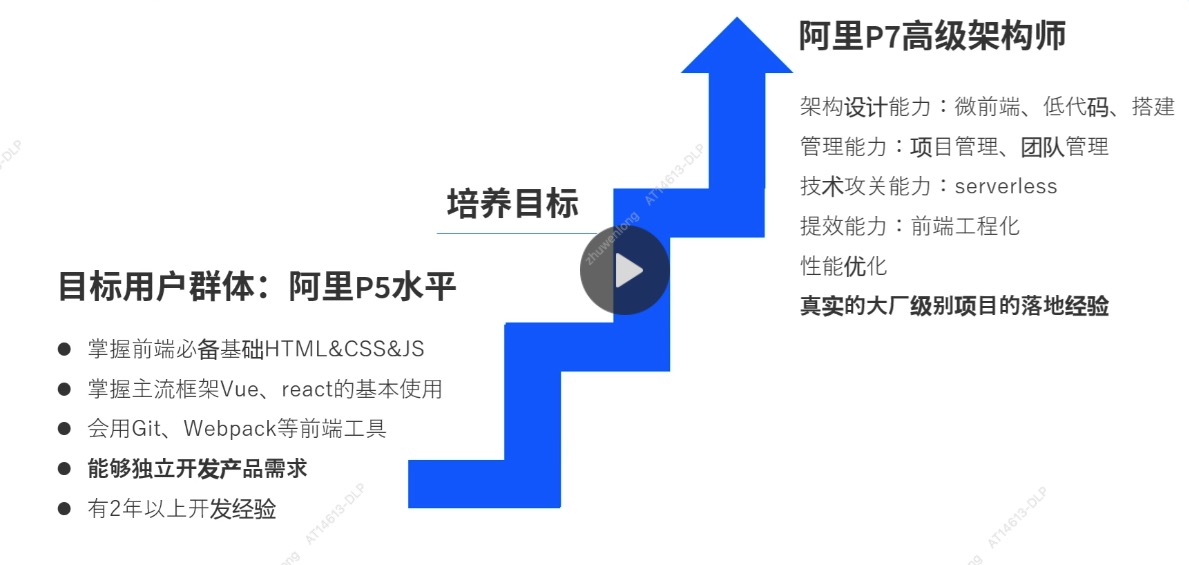 阿里P7高级架构师
架构设计能力：微前端、低代码、搭建
管理能力：项目管理、团队管理
技术攻关能力：serverless
提效能力：前端工程化
性能优化
真实的大厂级别项目的落地经验
培养目标
目标用户群体：阿里P5水平
掌握前端必备基础HTML&CSS&JS
掌握主流框架Vue、react的基本使用
会用Git、Webpack等前端工具
能够独立开发产品需求
有2年以上开发经验
zhuwenlong AT14613-DLP
AT14613-DLP
AT14613-DLP